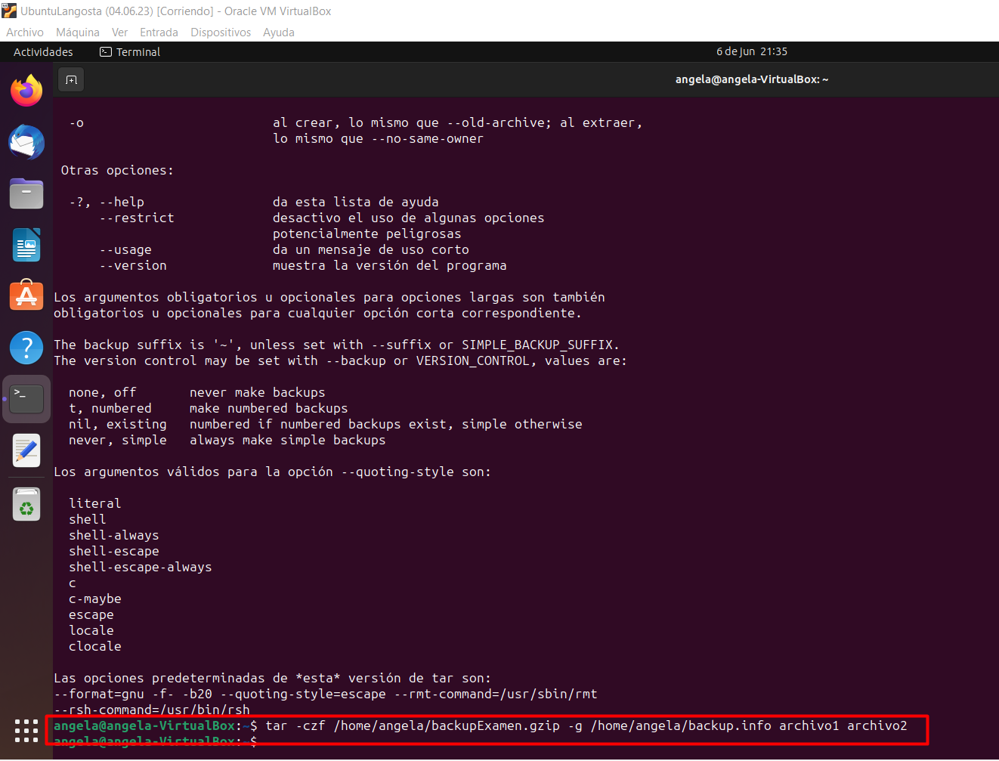 UbuntuLangosta (04.06.23) [Corriendo] - Oracle VM VirtualBox
Archivo Máquina Ver Entrada Dispositivos Ayuda
Actividades Terminal 6 de jun 21:35
angela@angela-VirtualBox: ~
-o al crear, lo mismo que --old-archive; al extraer,
lo mismo que --no-same-owner
Otras opciones:
-?, --help da esta lista de ayuda
--restrict desactivo el uso de algunas opciones
potencialmente peligrosas
--usage da un mensaje de uso corto
--version muestra la versión del programa
Los argumentos obligatorios u opcionales para opciones largas son también
obligatorios u opcionales para cualquier opción corta correspondiente.
The backup suffix is '~', unless set with --suffix or SIMPLE_BACKUP_SUFFIX.
The version control may be set with --backup or VERSION_CONTROL, values are:
none, off never make backups
t, numbered make numbered backups
nil, existing numbered if numbered backups exist, simple otherwise
never, simple always make simple backups
Los argumentos válidos para la opción --quoting-style son:
literal
shell
shell-always
shell-escape
shell-escape-always
c
c-maybe
escape
locale
clocale
Las opciones predeterminadas de *esta* versión de tar son:
--format=gnu -f- -b20 --quoting-style=escape --rmt-command=/usr/sbin/rmt
--rsh-command=/usr/bin/rsh
angela@angela-VirtualBox:~$ tar -czf /home/angela/backupExamen.gzip -g /home/angela/backup.info archivo1 archivo2
angela@angela-VirtualBox:~$